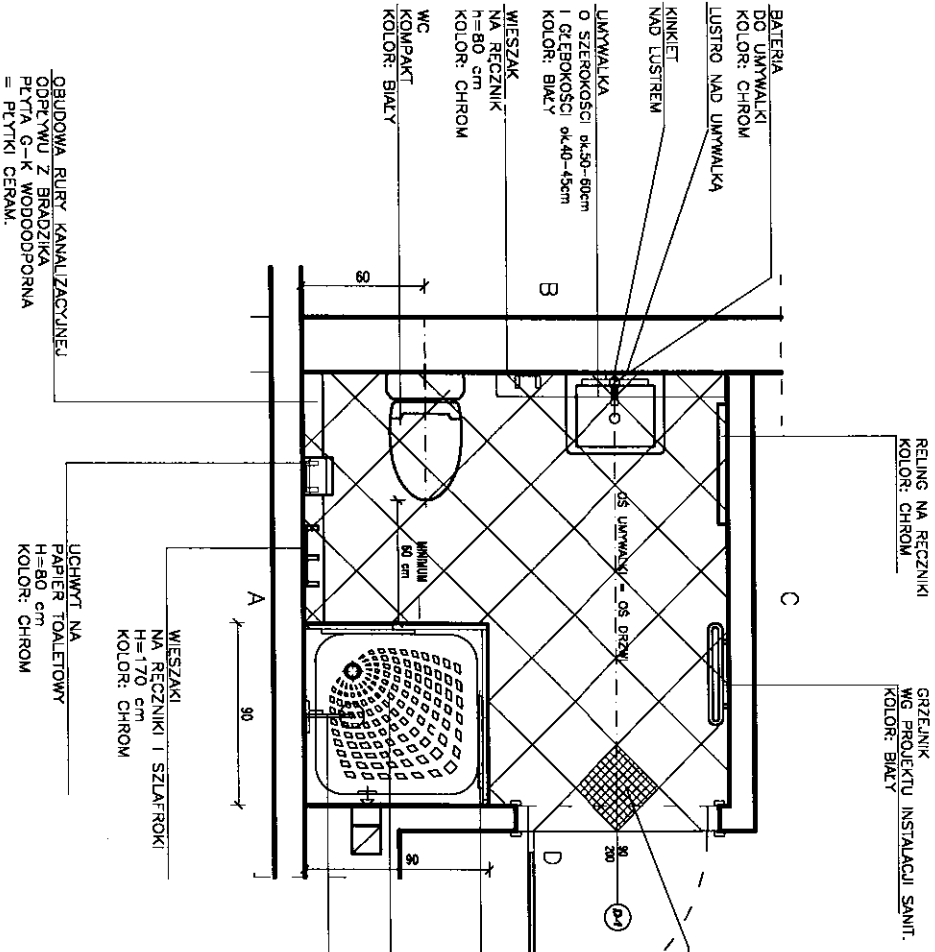 BATERIA
DO UMYWALKI
KOLOR: CHROM
LUSTRO NAD UMYWALKĄ
KINKIET
NAD LUSTREM
UMYWALKA
O SZEROKOŚCI ok.50-60cm
I GŁĘBOKOŚCI ok.40-45cm
KOLOR: BIAŁY
WIESZAK
NA RĘCZNIK
h=80 cm
KOLOR: CHROM
WC
KOMPAKT
KOLOR: BIAŁY
OBUDOWA RURY KANALIZACYJNEJ
ODPŁYWU Z BRADZIKA
PŁYTA G-K WODOODPORNA
= PŁYTKI CERAM.
RELING NA RĘCZNIKI
KOLOR: CHROM
GRZEJNIK
WG PROJEKTU INSTALACJI SANIT.
KOLOR: BIAŁY
UCHWYT NA
PAPIER TOALETOWY
H=80 cm
KOLOR: CHROM
WIESZAKI
NA RĘCZNIKI I SZLAFROKI
H=170 cm
KOLOR: CHROM
OŚ UMYWALKI = OŚ DRZWI
MINIMUM
60 cm
60
90
90
90
200
D-1
A
B
C
D